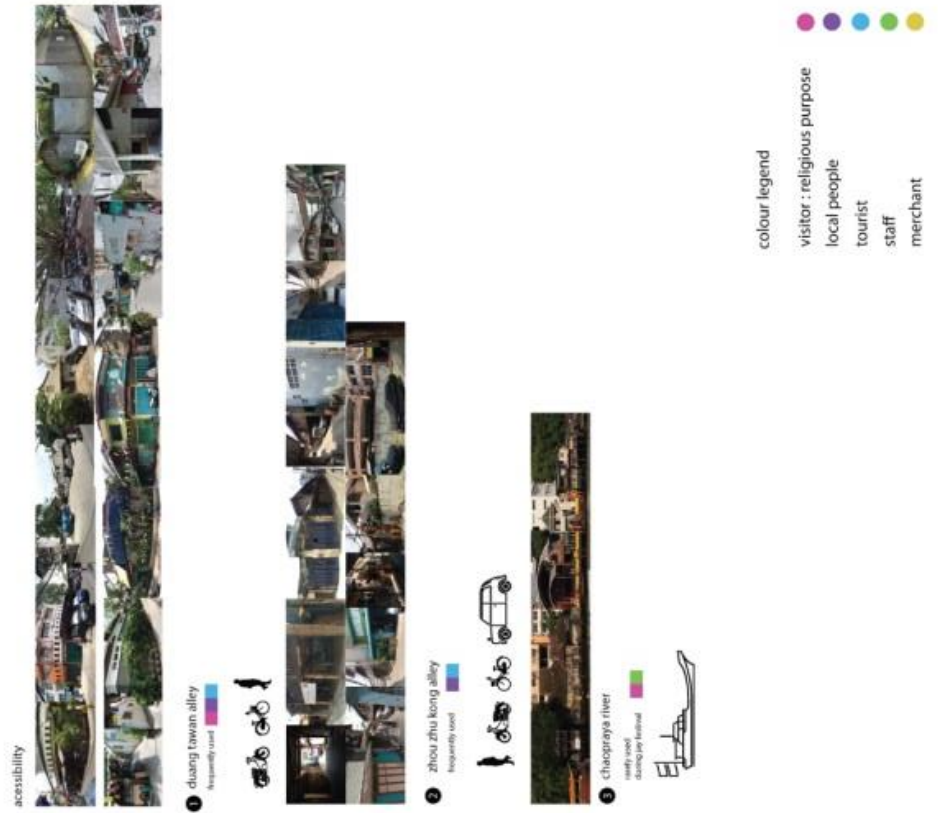 acessibility
1 duang tawan alley
frequently used
2 zhou zhu kong alley
frequently used
3 chaopraya river
rarely used
during jay festival
colour legend
visitor : religious purpose
local people
tourist
staff
merchant